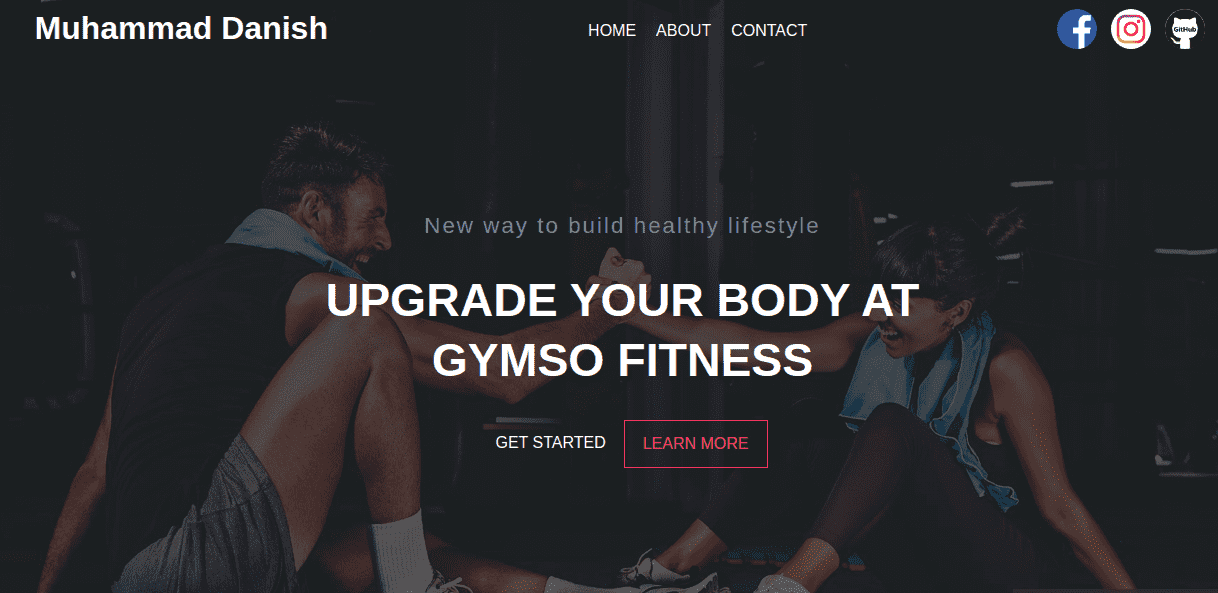 Muhammad Danish
HOME ABOUT CONTACT
GitHub
New way to build healthy lifestyle
UPGRADE YOUR BODY AT
GYMSO FITNESS
GET STARTED LEARN MORE